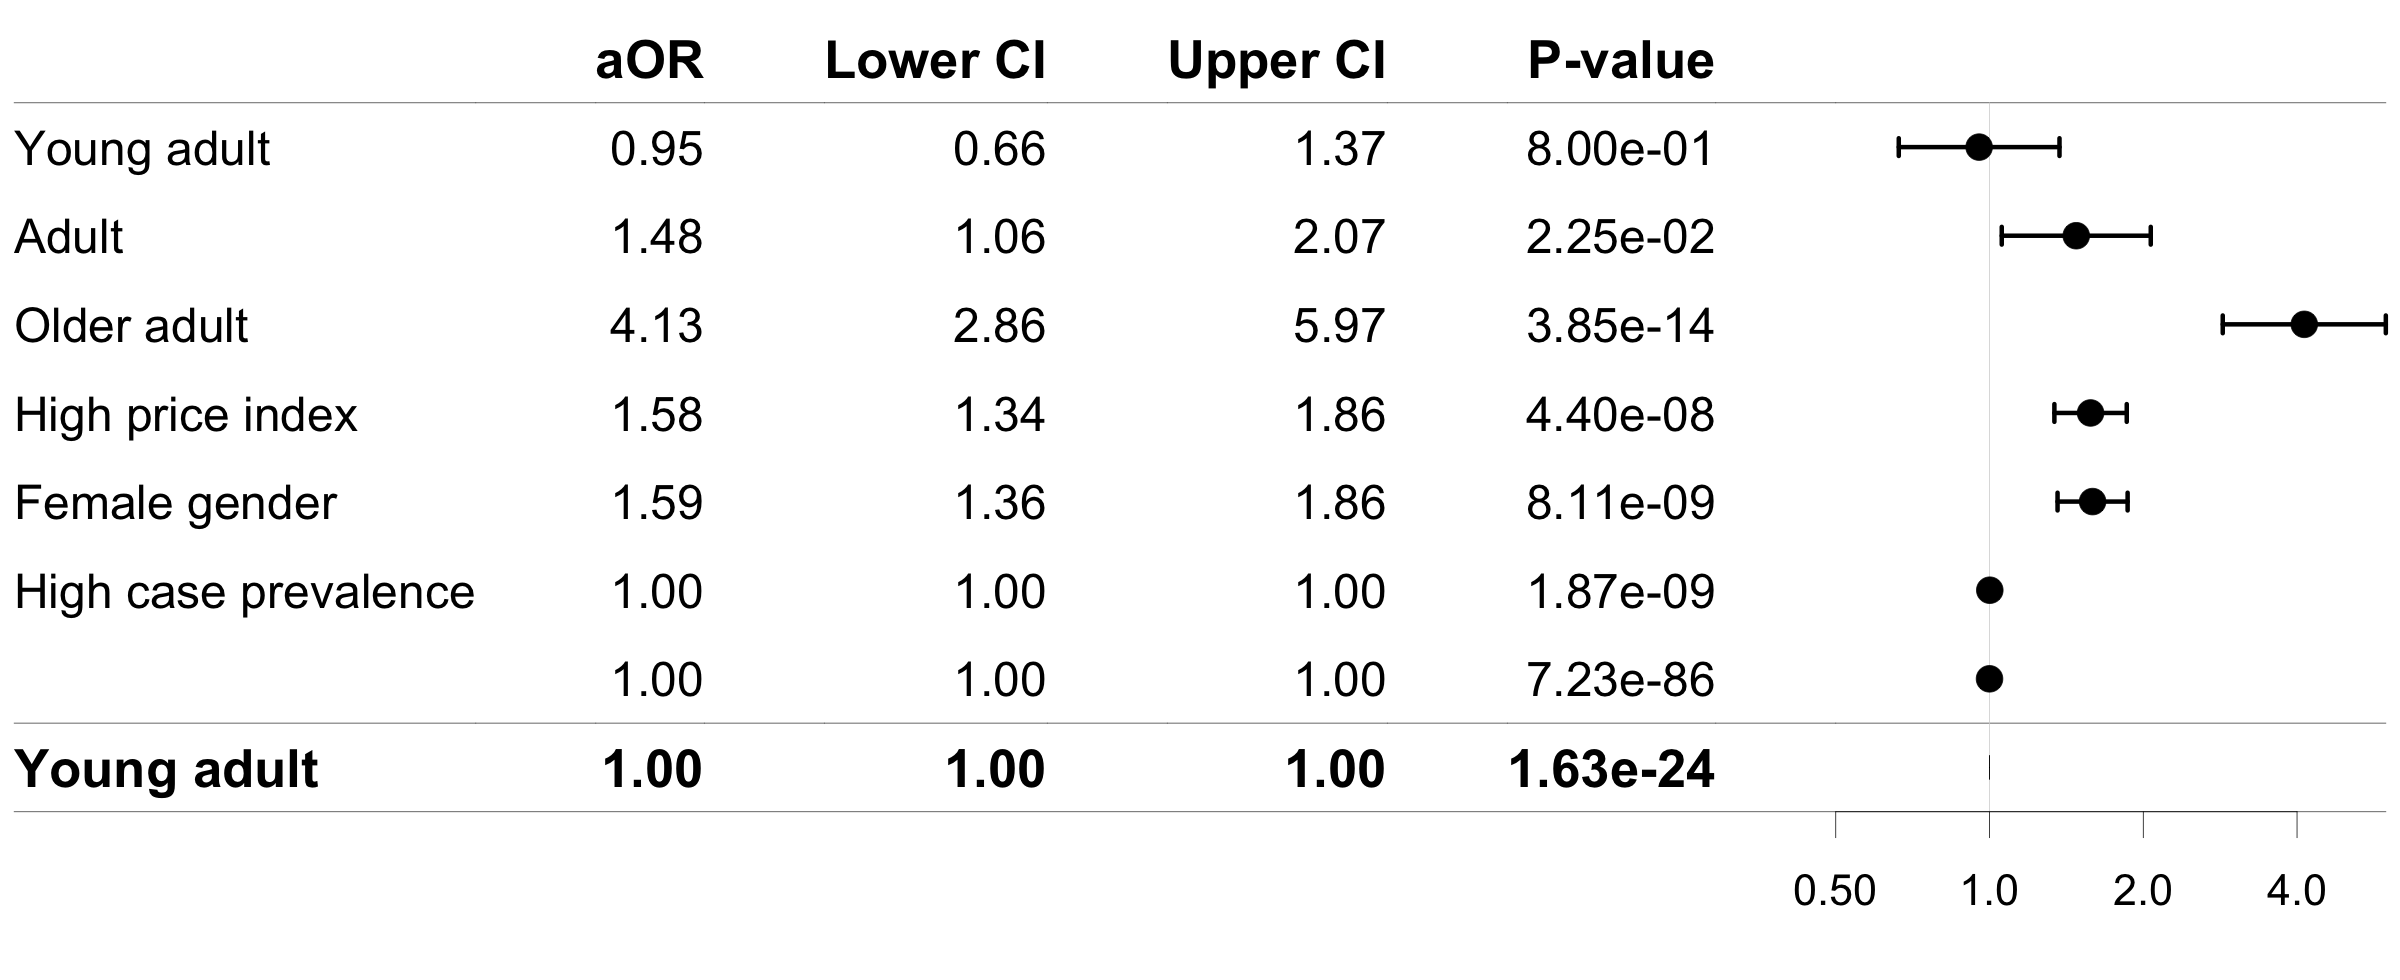 aOR Lower CI Upper CI P-value
Young adult 0.95 0.66 1.37 8.00e-01
Adult 1.48 1.06 2.07 2.25e-02
Older adult 4.13 2.86 5.97 3.85e-14
High price index 1.58 1.34 1.86 4.40e-08
Female gender 1.59 1.36 1.86 8.11e-09
High case prevalence 1.00 1.00 1.00 1.87e-09
1.00 1.00 1.00 7.23e-86
Young adult 1.00 1.00 1.00 1.63e-24
0.50 1.0 2.0 4.0